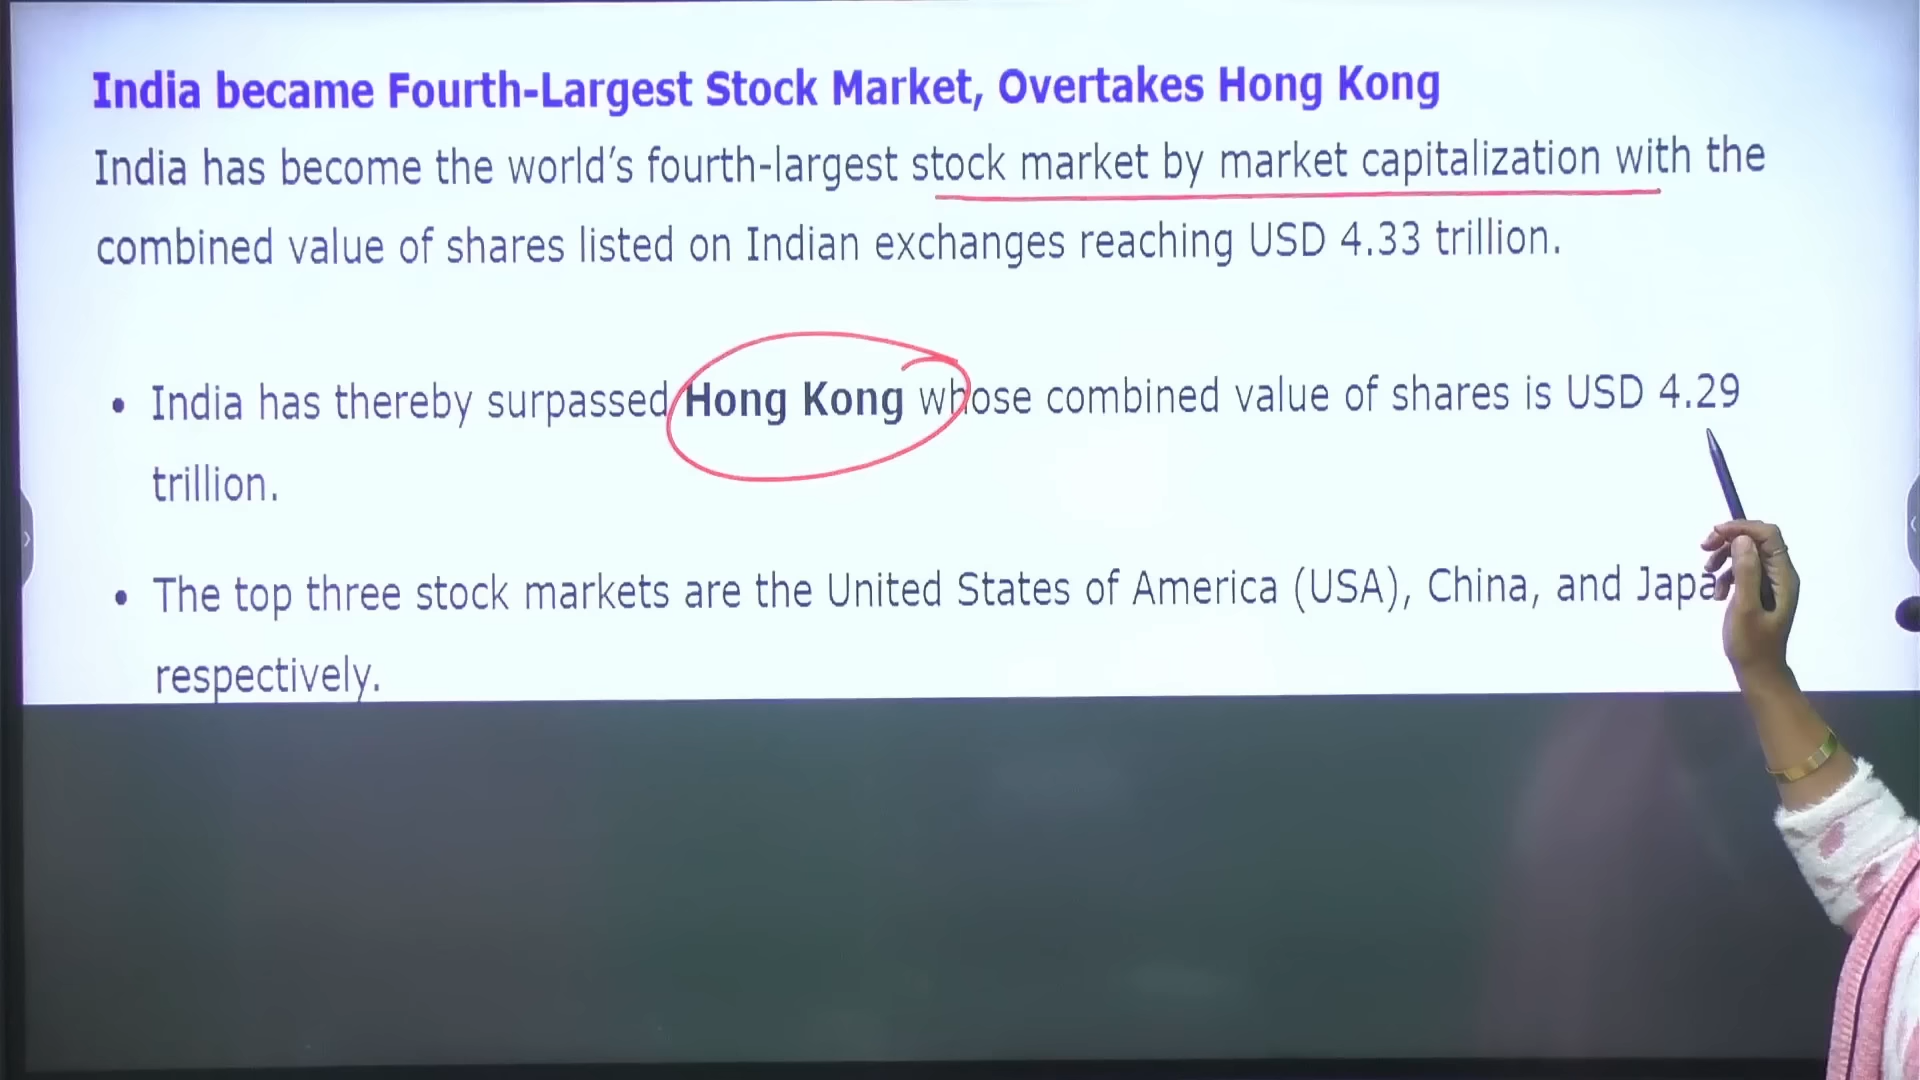 India became Fourth-Largest Stock Market, Overtakes Hong Kong
India has become the world's fourth-largest stock market by market capitalization with the
combined value of shares listed on Indian exchanges reaching USD 4.33 trillion.
• India has thereby surpassed Hong Kong whose combined value of shares is USD 4.29
trillion.
• The top three stock markets are the United States of America (USA), China, and Japa
respectively.